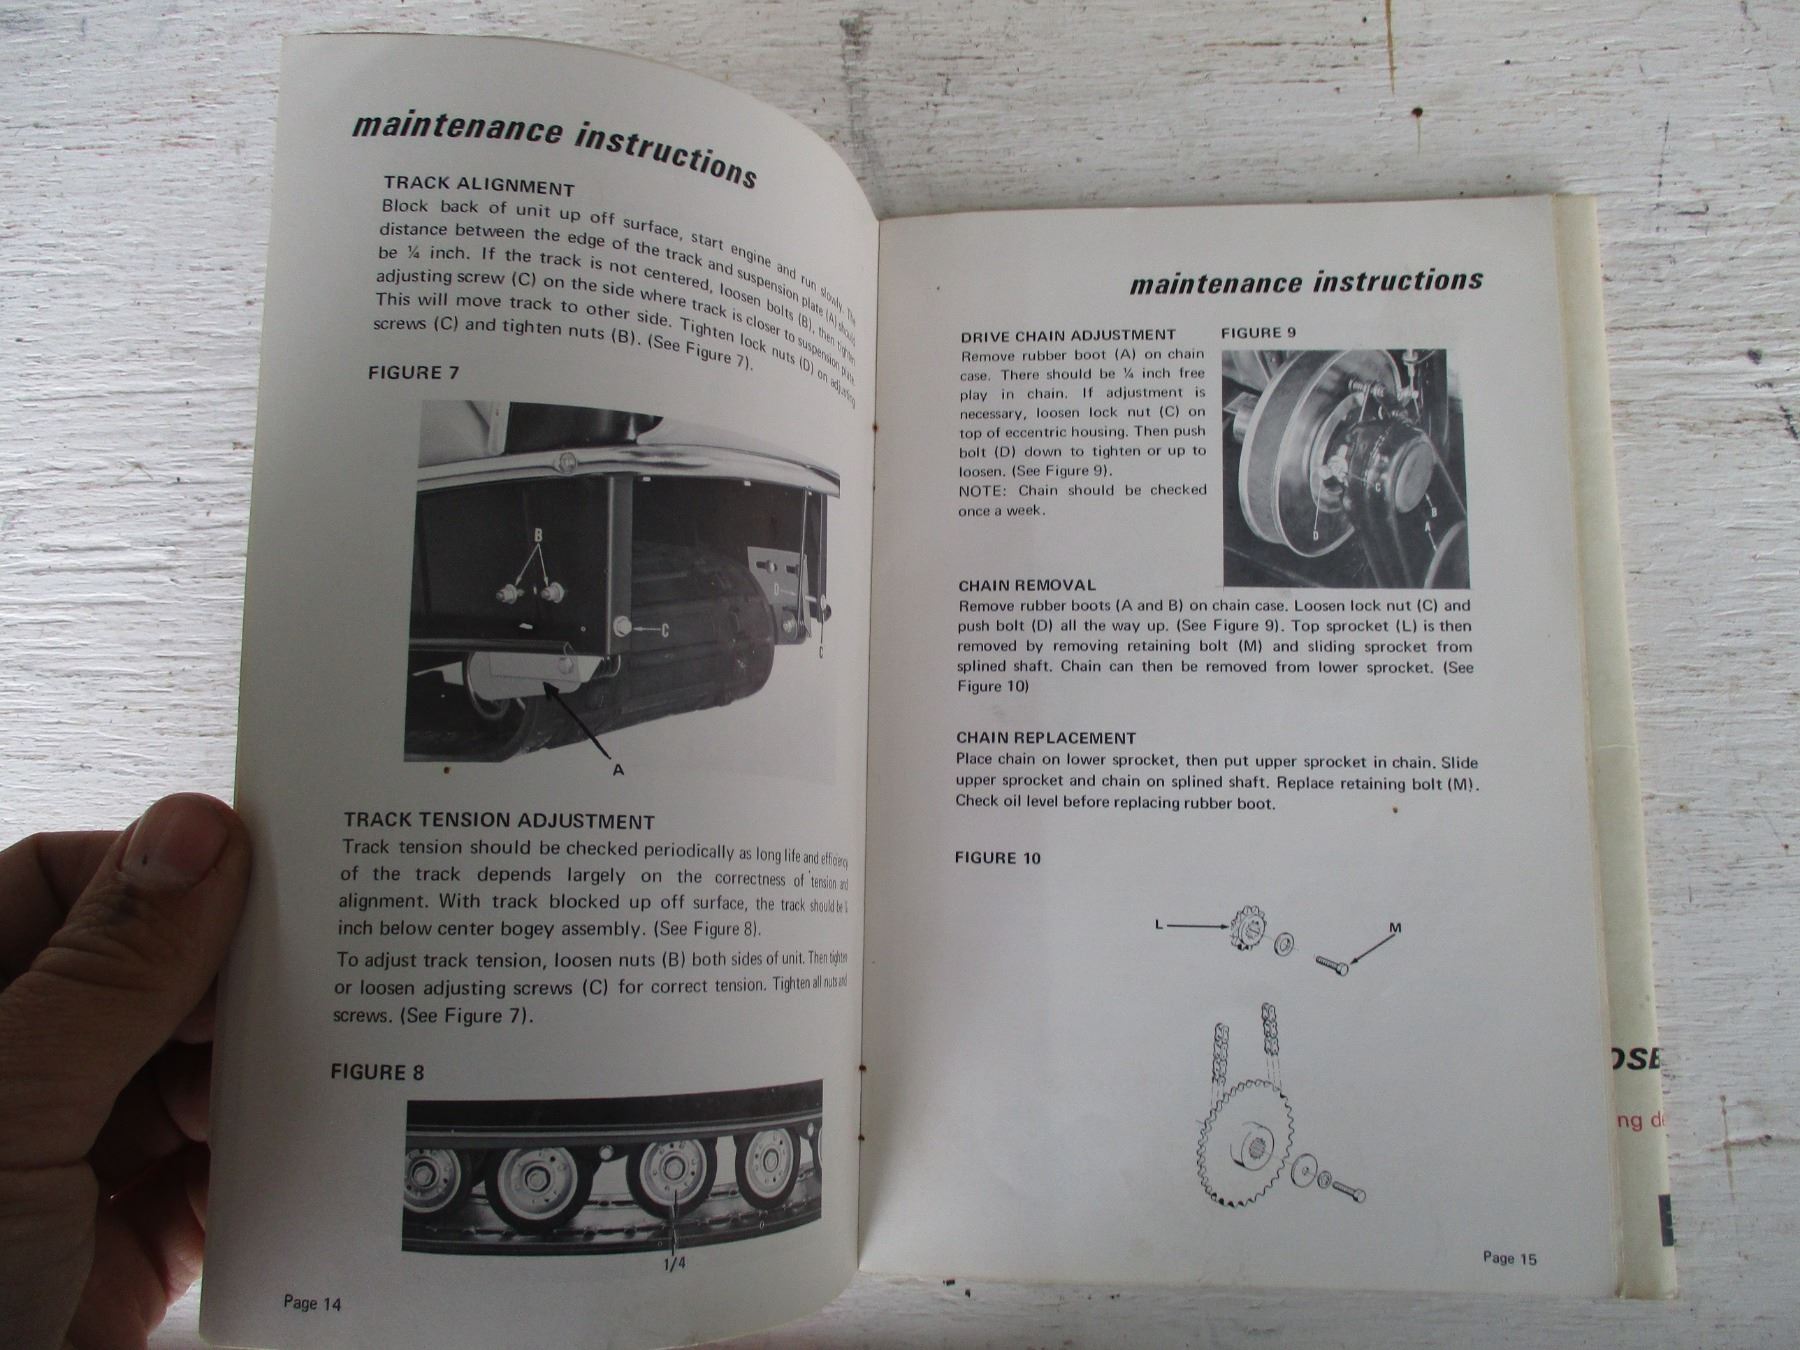 maintenance instructions
TRACK ALIGNMENT
Block back of unit up off surface, start engine and run slowly. The
distance between the edge of the track and suspension plate (A) should
be ¼ inch. If the track is not centered, loosen bolts (B), then tighten
adjusting screw (C) on the side where track is closer to suspension plate.
This will move track to other side. Tighten lock nuts (D) on adjusting
screws (C) and tighten nuts (B). (See Figure 7).
FIGURE 7
B
D
C
C
A
TRACK TENSION ADJUSTMENT
Track tension should be checked periodically as long life and efficiency
of the track depends largely on the correctness of tension and
alignment. With track blocked up off surface, the track should be ¼
inch below center bogey assembly. (See Figure 8).
To adjust track tension, loosen nuts (B) both sides of unit. Then tighten
or loosen adjusting screws (C) for correct tension. Tighten all nuts and
screws. (See Figure 7).
FIGURE 8
1/4
Page 14
maintenance instructions
DRIVE CHAIN ADJUSTMENT
Remove rubber boot (A) on chain
case. There should be ¼ inch free
play in chain. If adjustment is
necessary, loosen lock nut (C) on
top of eccentric housing. Then push
bolt (D) down to tighten or up to
loosen. (See Figure 9).
NOTE: Chain should be checked
once a week.
FIGURE 9
C
B
A
D
CHAIN REMOVAL
Remove rubber boots (A and B) on chain case. Loosen lock nut (C) and
push bolt (D) all the way up. (See Figure 9). Top sprocket (L) is then
removed by removing retaining bolt (M) and sliding sprocket from
splined shaft. Chain can then be removed from lower sprocket. (See
Figure 10)
CHAIN REPLACEMENT
Place chain on lower sprocket, then put upper sprocket in chain. Slide
upper sprocket and chain on splined shaft. Replace retaining bolt (M).
Check oil level before replacing rubber boot.
FIGURE 10
L
M
Page 15